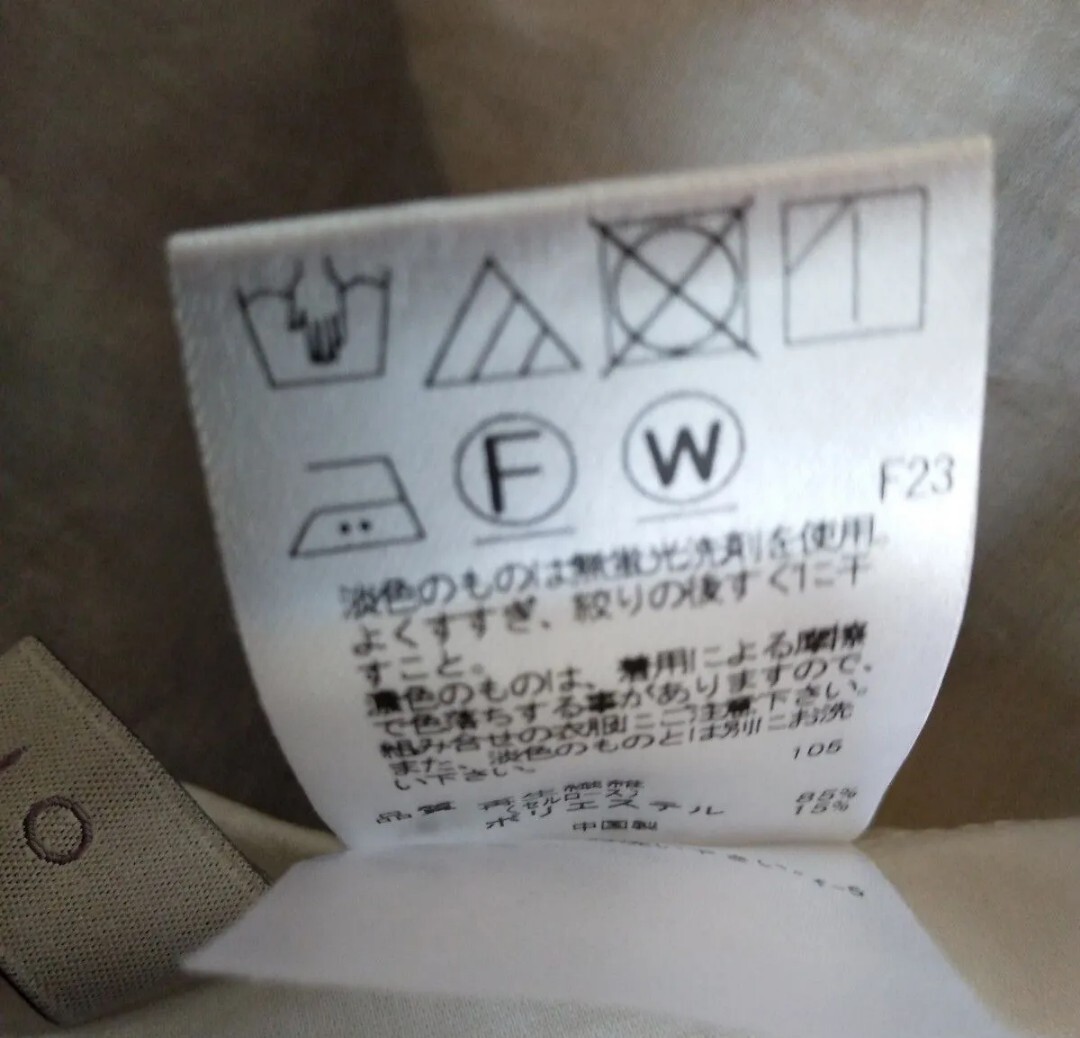 F
W
F23
淡色のものは無蛍光洗剤を使用。
よくすすぎ、絞りの後すぐに干
すこと。
濃色のものは、着用による摩擦
で色落ちする事がありますので、
組み合せの衣服にご注意下さい。
また、淡色のものとは別にお洗
い下さい。
105
品質 再生繊維 85%
(セルロース)
ポリエステル 15%
中国製